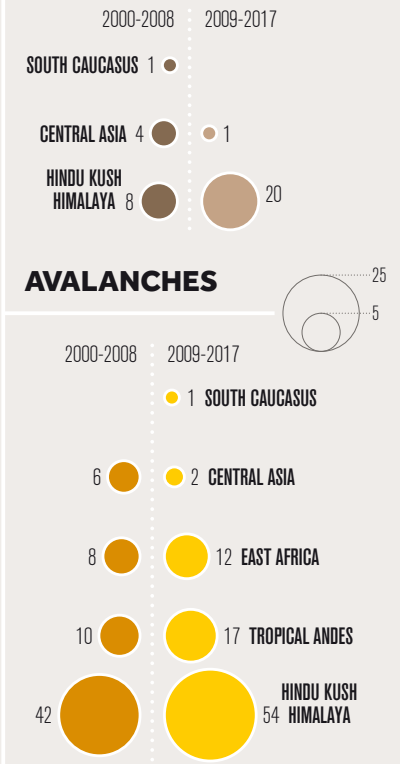 2000-2008 2009-2017
SOUTH CAUCASUS 1
CENTRAL ASIA 4 1
HINDU KUSH
HIMALAYA 8 20
AVALANCHES
25
5
2000-2008 2009-2017
1 SOUTH CAUCASUS
6 2 CENTRAL ASIA
8 12 EAST AFRICA
10 17 TROPICAL ANDES
HINDU KUSH
42 54 HIMALAYA